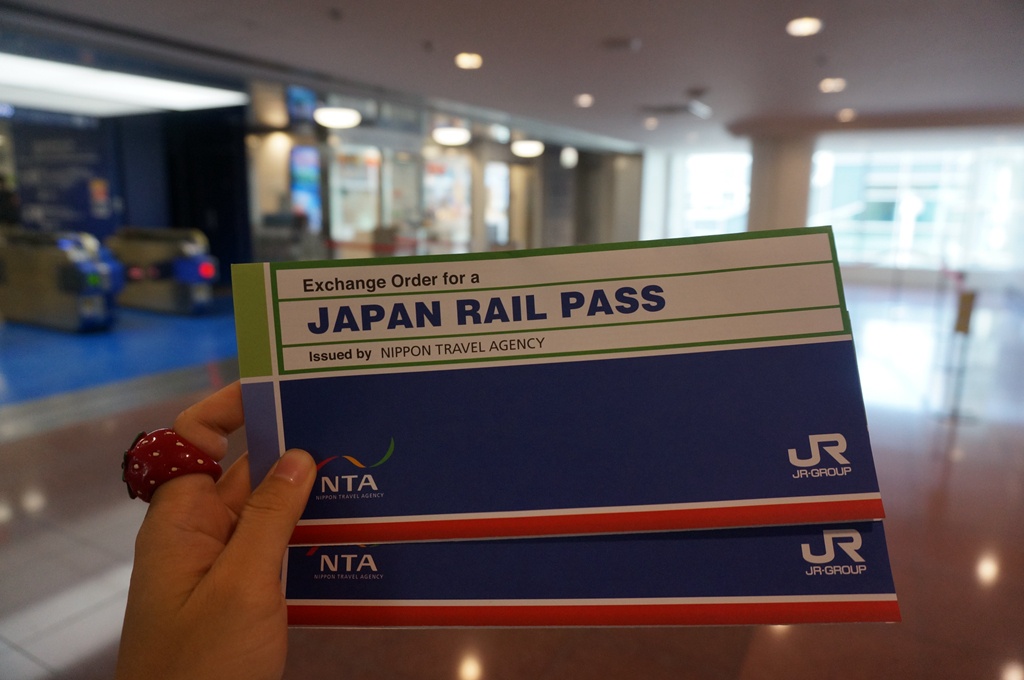 Exchange Order for a
JAPAN RAIL PASS
Issued by NIPPON TRAVEL AGENCY
NTA
NIPPON TRAVEL AGENCY
JR
JR-GROUP
NTA
NIPPON TRAVEL AGENCY
JR
JR-GROUP